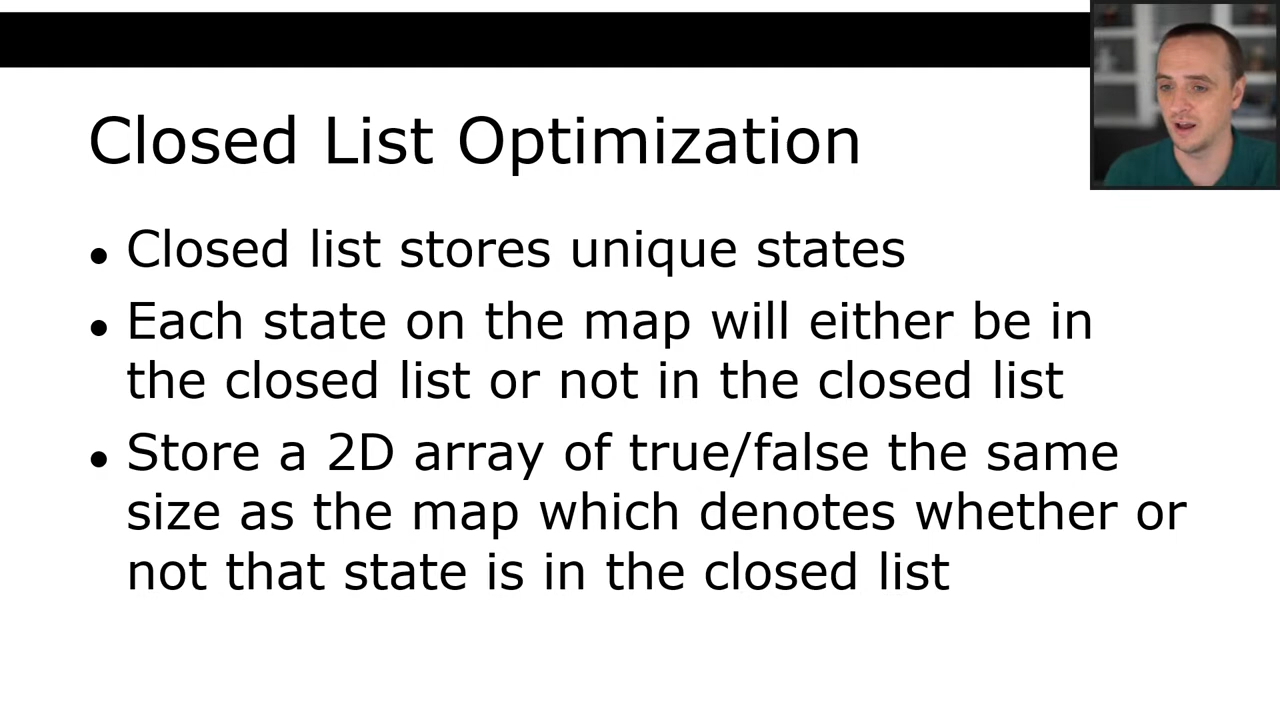 Closed List Optimization
• Closed list stores unique states
• Each state on the map will either be in
the closed list or not in the closed list
• Store a 2D array of true/false the same
size as the map which denotes whether or
not that state is in the closed list